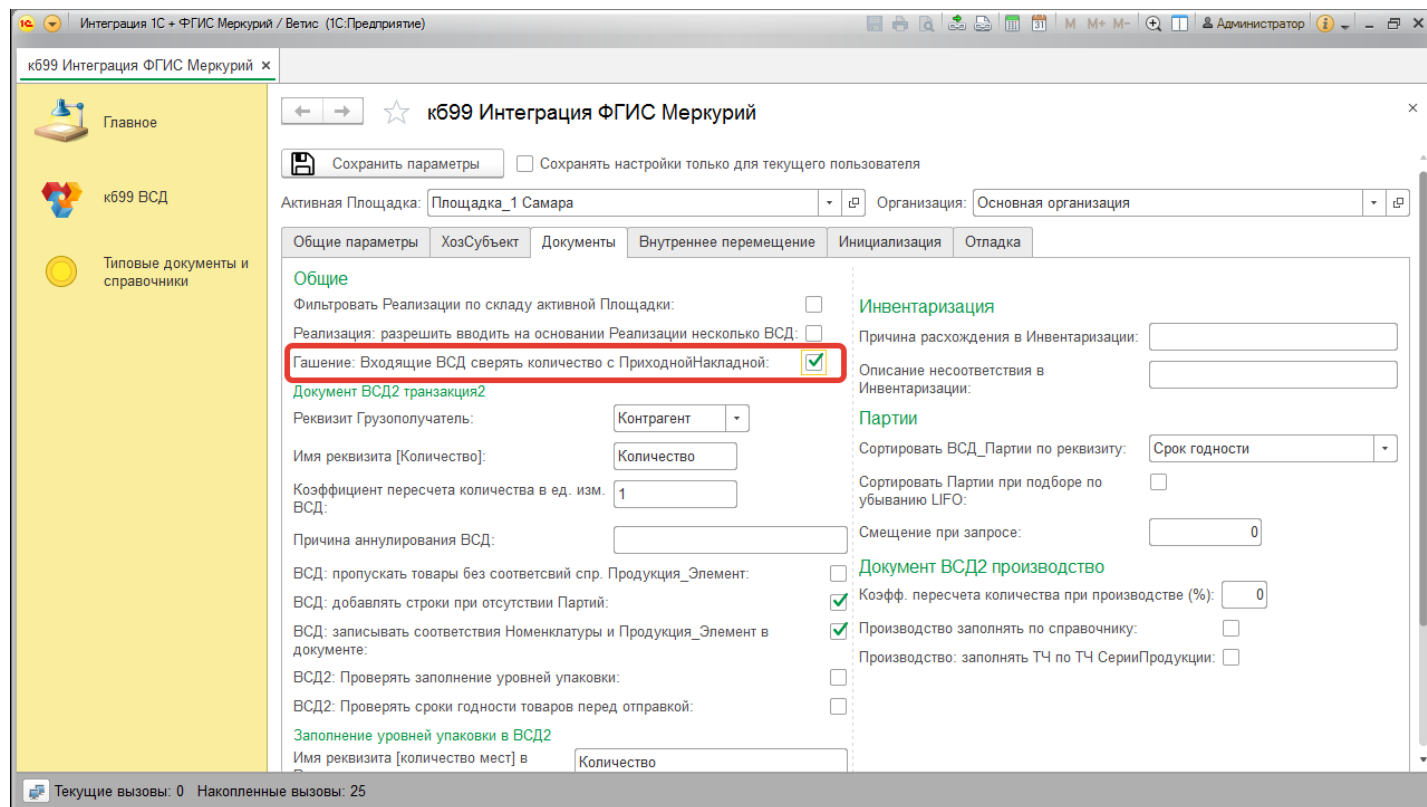 Интеграция 1С + ФГИС Меркурий / Ветис (1С:Предприятие)
M M+ M-
Администратор
кб99 Интеграция ФГИС Меркурий ×
Главное
кб99 ВСД
Типовые документы и
справочники
кб99 Интеграция ФГИС Меркурий
Сохранить параметры
Сохранять настройки только для текущего пользователя
Активная Площадка: Площадка_1 Самара
Организация: Основная организация
Общие параметры
ХозСубъект
Документы
Внутреннее перемещение
Инициализация
Отладка
Общие
Фильтровать Реализации по складу активной Площадки:
Реализация: разрешить вводить на основании Реализации несколько ВСД:
Гашение: Входящие ВСД сверять количество с ПриходнойНакладной:
Документ ВСД2 транзакция2
Реквизит Грузополучатель: Контрагент
Имя реквизита [Количество]: Количество
Коэффициент пересчета количества в ед. изм.
ВСД: 1
Причина аннулирования ВСД:
ВСД: пропускать товары без соответсвий спр. Продукция_Элемент:
ВСД: добавлять строки при отсутствии Партий:
ВСД: записывать соответствия Номенклатуры и Продукция_Элемент в
документе:
ВСД2: Проверять заполнение уровней упаковки:
ВСД2: Проверять сроки годности товаров перед отправкой:
Заполнение уровней упаковки в ВСД2
Имя реквизита [количество мест] в
Количество
Инвентаризация
Причина расхождения в Инвентаризации:
Описание несоответствия в
Инвентаризации:
Партии
Сортировать ВСД_Партии по реквизиту: Срок годности
Сортировать Партии при подборе по
убыванию LIFO:
Смещение при запросе: 0
Документ ВСД2 производство
Коэфф. пересчета количества при производстве (%): 0
Производство заполнять по справочнику:
Производство: заполнять ТЧ по ТЧ СерииПродукции:
Текущие вызовы: 0 Накопленные вызовы: 25